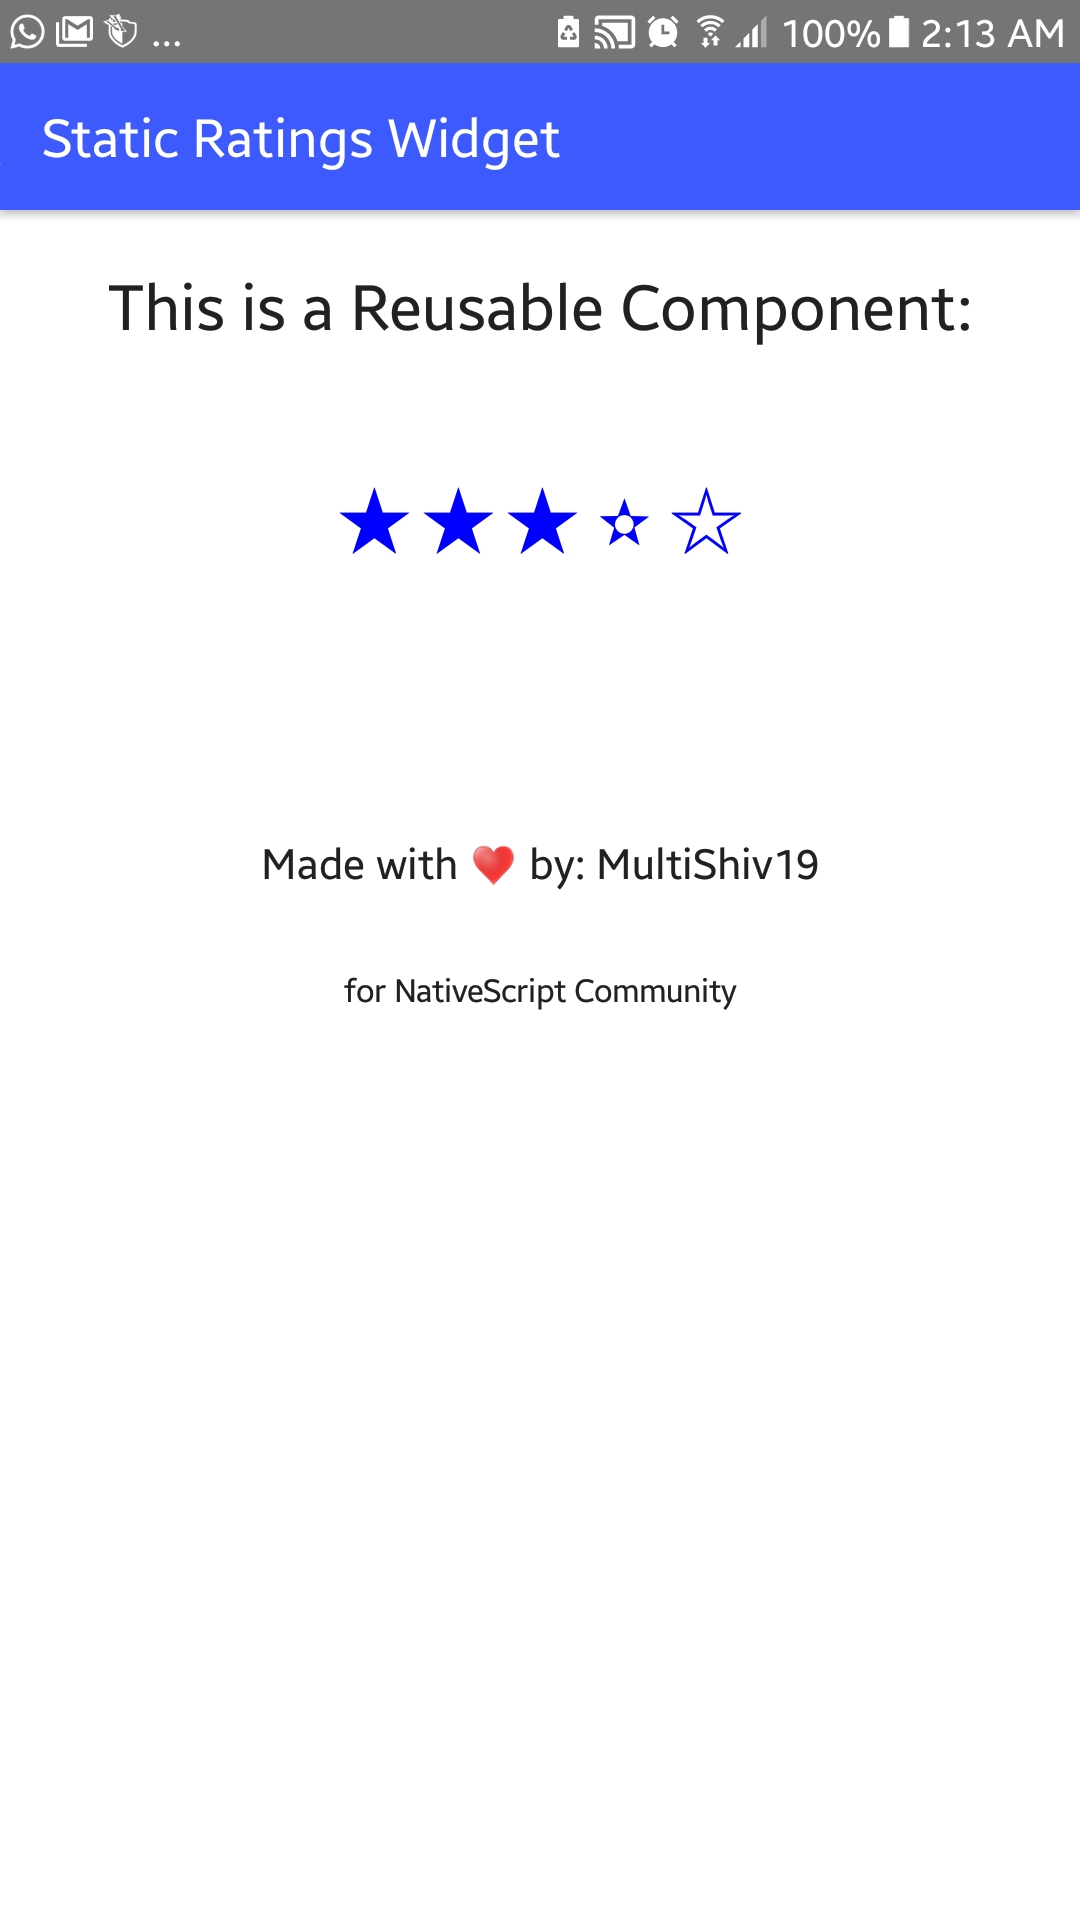 ... 100% 2:13 AM
Static Ratings Widget
This is a Reusable Component:
★★★⭑☆
Made with ❤️ by: MultiShiv19
for NativeScript Community